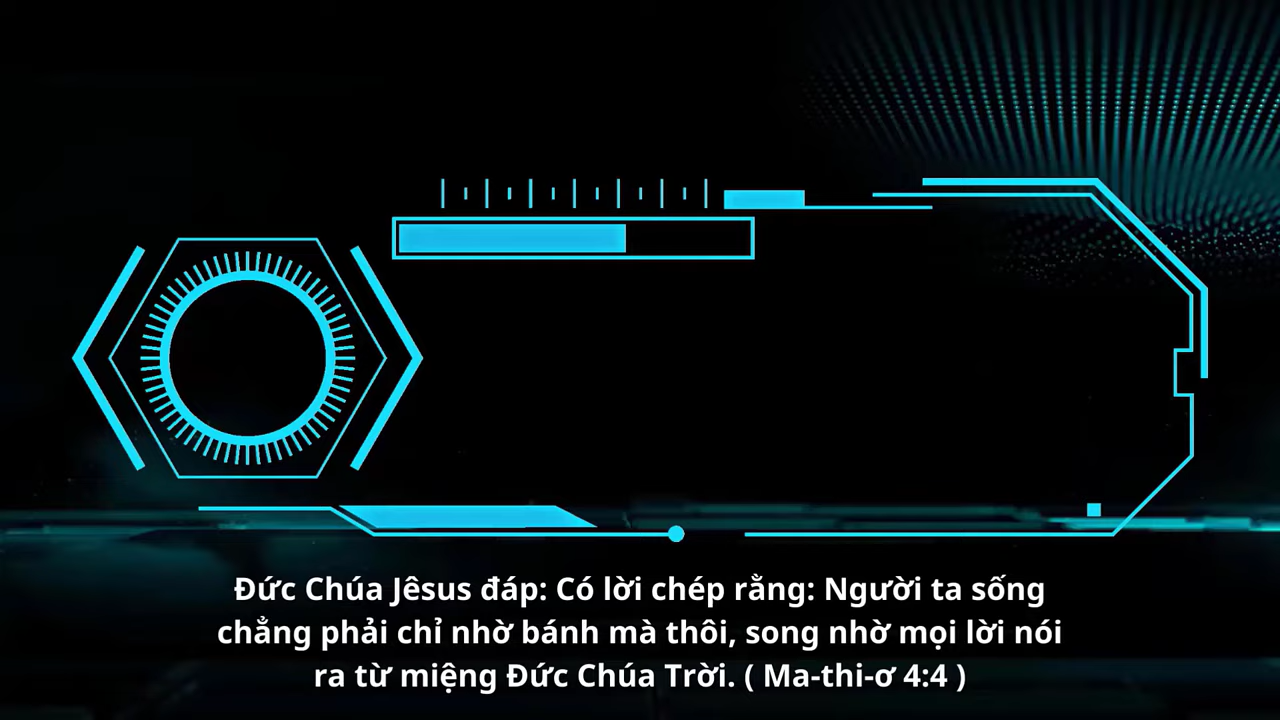 Đức Chúa Jêsus đáp: Có lời chép rằng: Người ta sống
chẳng phải chỉ nhờ bánh mà thôi, song nhờ mọi lời nói
ra từ miệng Đức Chúa Trời. ( Ma-thi-ơ 4:4 )